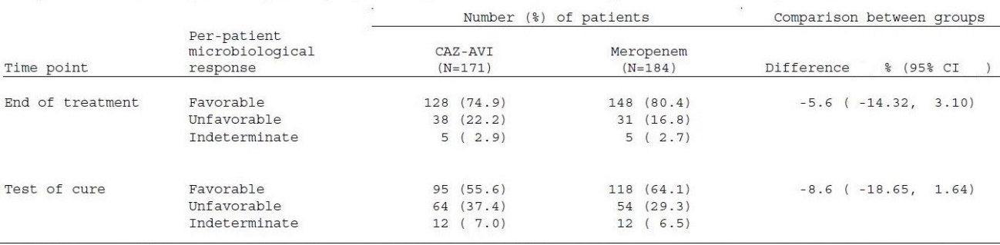 Number (%) of patients    Comparison between groups
Per-patient
microbiological    CAZ-AVI    Meropenem
Time point    response    (N=171)    (N=184)    Difference    % (95% CI    )
End of treatment    Favorable    128 (74.9)    148 (80.4)    -5.6 ( -14.32,  3.10)
Unfavorable    38 (22.2)    31 (16.8)
Indeterminate    5 ( 2.9)    5 ( 2.7)
Test of cure    Favorable    95 (55.6)    118 (64.1)    -8.6 ( -18.65,  1.64)
Unfavorable    64 (37.4)    54 (29.3)
Indeterminate    12 ( 7.0)    12 ( 6.5)